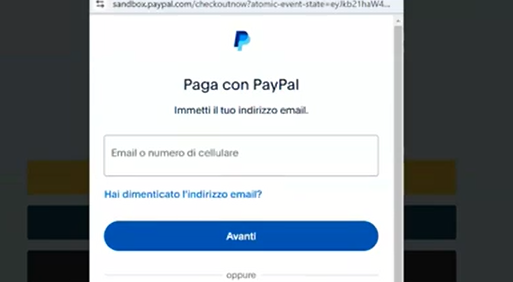 sandbox.paypal.com/checkoutnow?atomic-event-state=eyJkb21haW4...
Paga con PayPal
Immetti il tuo indirizzo email.
Email o numero di cellulare
Hai dimenticato l'indirizzo email?
Avanti
oppure